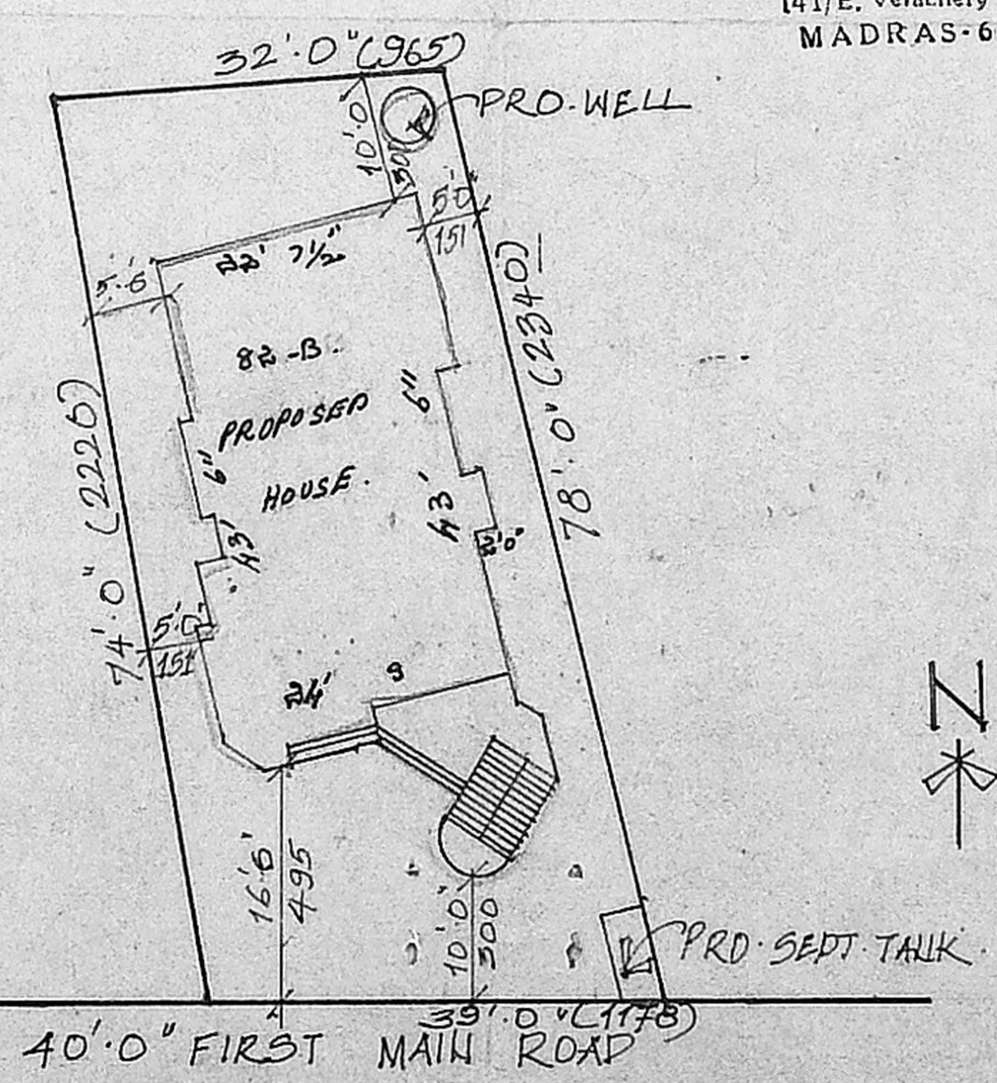 MADRAS-6
32'.0"(965)
PRO.WELL
10'.0
5'0"
151
22' 7½"
5'.6
82-B.
PROPOSED
HOUSE.
6"
6"
43'
43'
2'0"
74'.0" (2226)
78'.0" (2340)
5'.0"
151
24' 9
N
16'.6'
495
10'.0'
300
PRO.SEPT.TANK.
39'.0"(1178)
40'.0" FIRST MAIN ROAD